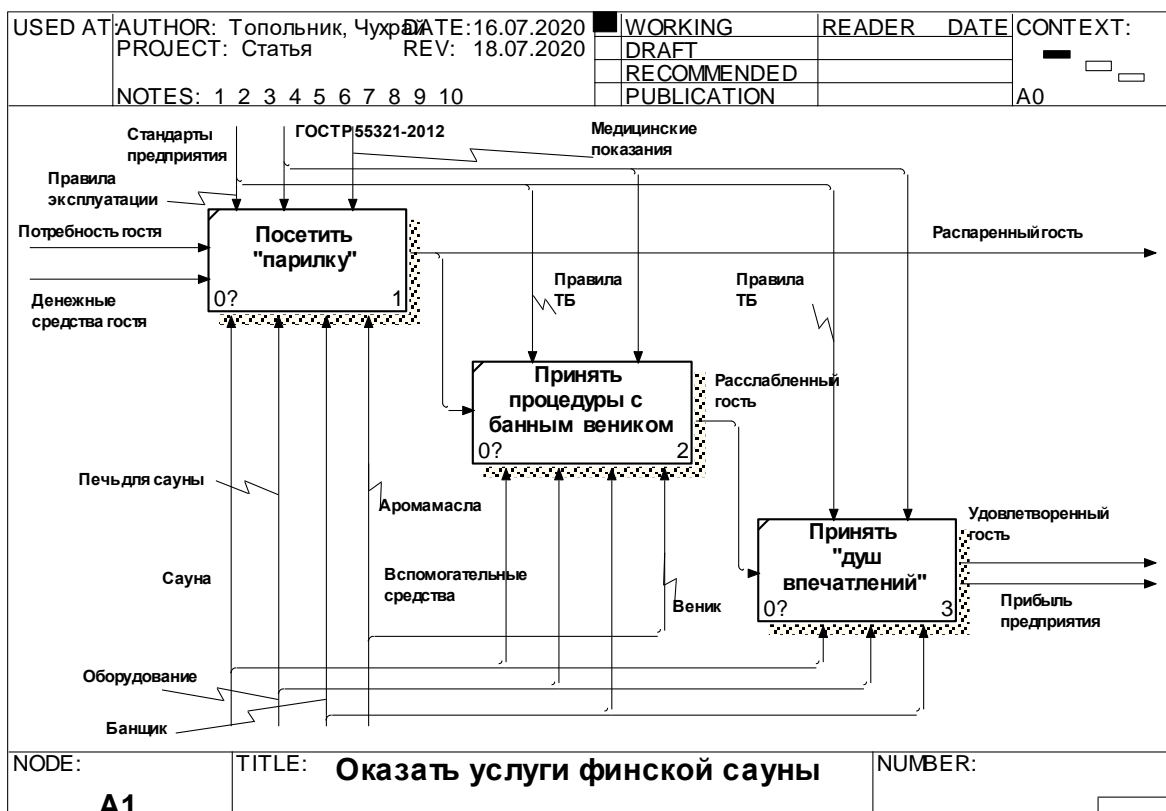 USED AT:
AUTHOR: Топольник, Чухрай
DATE: 16.07.2020
PROJECT: Статья
REV: 18.07.2020
NOTES: 1 2 3 4 5 6 7 8 9 10
WORKING
DRAFT
RECOMMENDED
PUBLICATION
READER
DATE
CONTEXT:
A0
Стандарты
предприятия
ГОСТР55321-2012
Медицинские
показания
Правила
эксплуатации
Потребность гостя
Денежные
средства гостя
Посетить
"парилку"
0?
1
Распаренный гость
Правила
ТБ
Правила
ТБ
Принять
процедуры с
банным веником
0?
2
Расслабленный
гость
Печь для сауны
Аромамасла
Сауна
Вспомогательные
средства
Веник
Принять
"душ
впечатлений"
0?
3
Удовлетворенный
гость
Прибыль
предприятия
Оборудование
Банщик
NODE:
A1
TITLE:
Оказать услуги финской сауны
NUMBER: